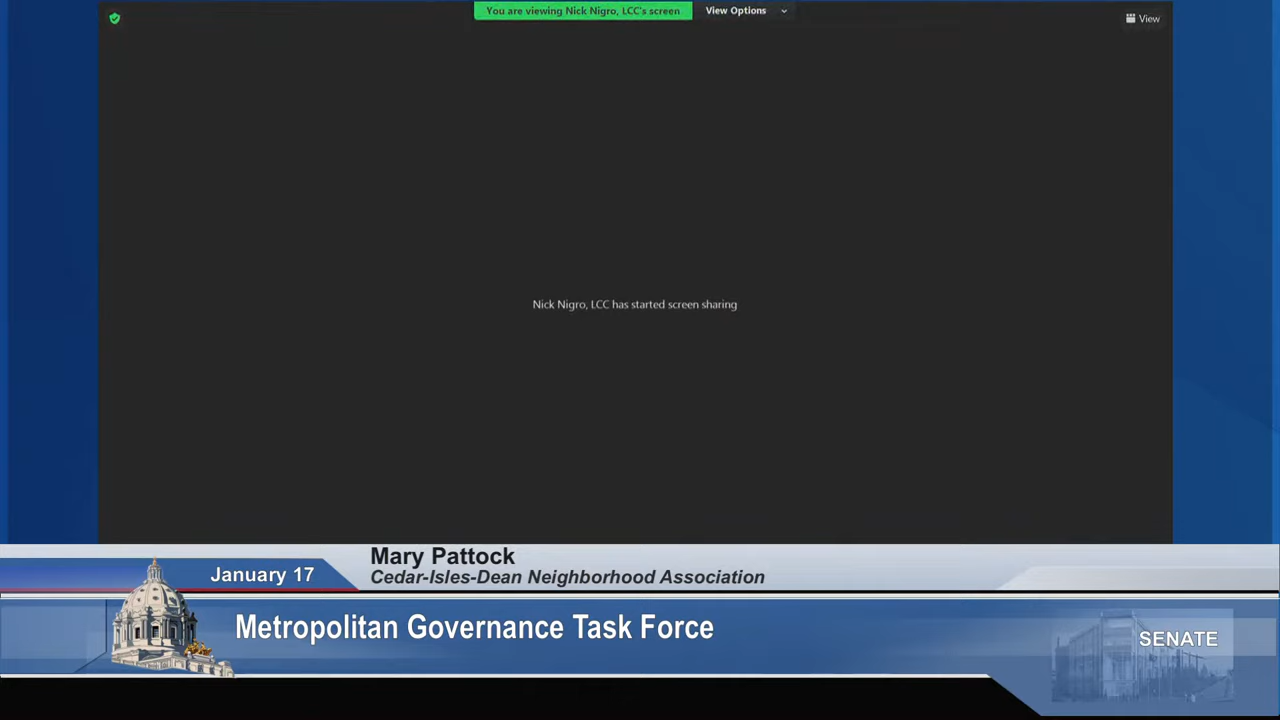 You are viewing Nick Nigro, LCC's screen
View Options
View
Nick Nigro, LCC has started screen sharing
Mary Pattock
Cedar-Isles-Dean Neighborhood Association
January 17
Metropolitan Governance Task Force
SENATE